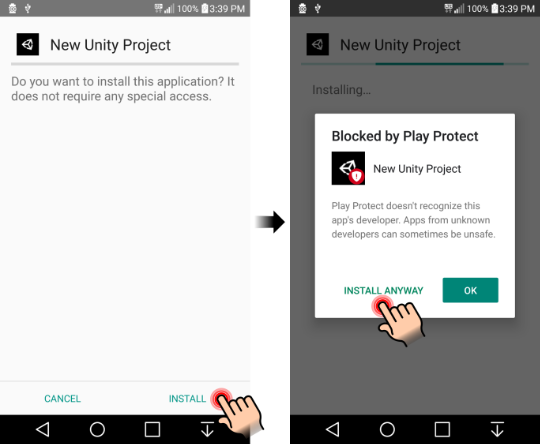 100% 3:39 PM
New Unity Project
Do you want to install this application? It
does not require any special access.
CANCEL INSTALL
100% 3:39 PM
New Unity Project
Installing...
Blocked by Play Protect
New Unity Project
Play Protect doesn't recognize this
app's developer. Apps from unknown
developers can sometimes be unsafe.
INSTALL ANYWAY OK